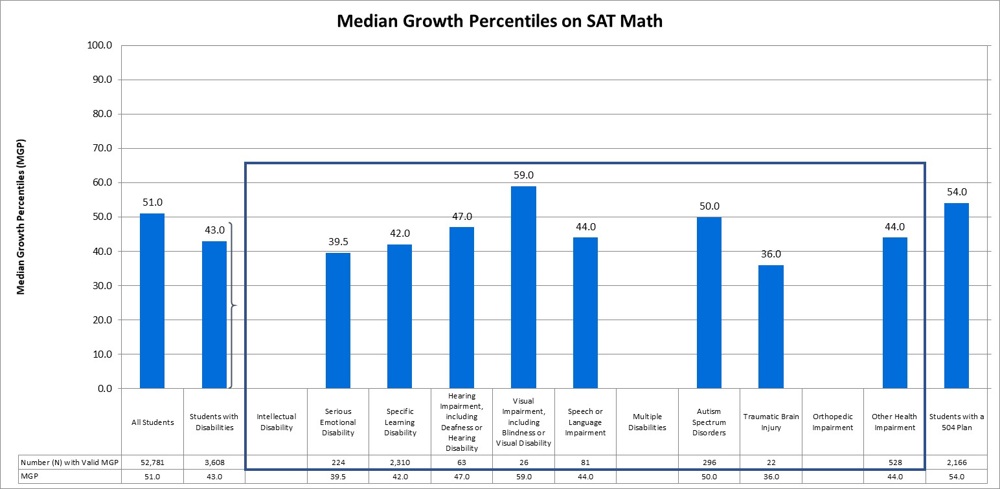 Median Growth Percentiles on SAT Math
Median Growth Percentiles (MGP)
100.0
90.0
80.0
70.0
60.0
50.0
40.0
30.0
20.0
10.0
0.0
51.0
43.0
39.5
42.0
47.0
59.0
44.0
50.0
36.0
44.0
54.0
All Students
Students with
Disabilities
Intellectual
Disability
Serious
Emotional
Disability
Specific
Learning
Disability
Hearing
Impairment,
including
Deafness or
Hearing
Disability
Visual
Impairment,
including
Blindness or
Visual Disability
Speech or
Language
Impairment
Multiple
Disabilities
Autism
Spectrum
Disorders
Traumatic Brain
Injury
Orthopedic
Impairment
Other Health
Impairment
Students with a
504 Plan
Number (N) with Valid MGP 52,781 3,608 224 2,310 63 26 81 296 22 528 2,166
MGP 51.0 43.0 39.5 42.0 47.0 59.0 44.0 50.0 36.0 44.0 54.0